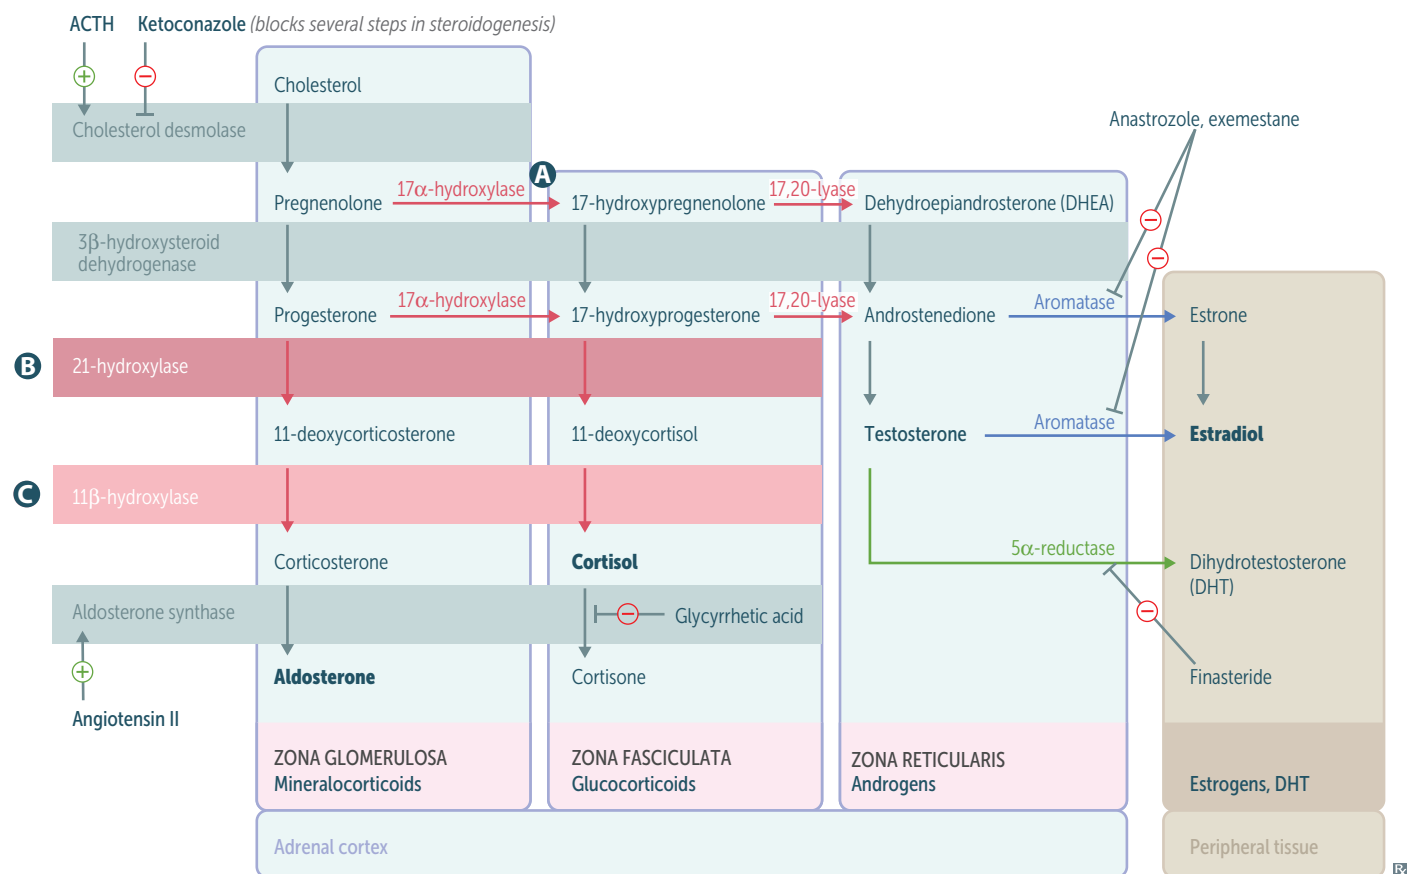 ACTH Ketoconazole (blocks several steps in steroidogenesis)
Cholesterol
Cholesterol desmolase
Anastrozole, exemestane
A
17α-hydroxylase 17,20-lyase
Pregnenolone 17-hydroxypregnenolone Dehydroepiandrosterone (DHEA)
3β-hydroxysteroid
dehydrogenase
17α-hydroxylase 17,20-lyase Aromatase
Progesterone 17-hydroxyprogesterone Androstenedione Estrone
B 21-hydroxylase
Aromatase
11-deoxycorticosterone 11-deoxycortisol Testosterone Estradiol
C 11β-hydroxylase
5α-reductase
Corticosterone Cortisol Dihydrotestosterone
(DHT)
Aldosterone synthase Glycyrrhetic acid
Aldosterone Cortisone Finasteride
Angiotensin II
ZONA GLOMERULOSA ZONA FASCICULATA ZONA RETICULARIS
Mineralocorticoids Glucocorticoids Androgens Estrogens, DHT
Adrenal cortex Peripheral tissue